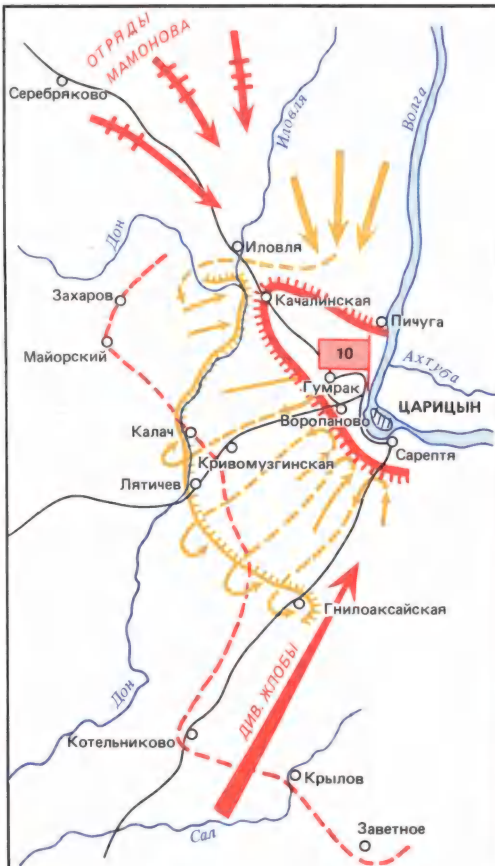 ОТРЯДЫ
МАМОНОВА
Серебряково
Иловля
Волга
Дон
Иловля
Захаров
Качалинская
Пичуга
Майорский
10
Гумрак
Ахтуба
ЦАРИЦЫН
Калач
Воропаново
Кривомузгинская
Сарептя
Лятичев
Гнилоаксайская
ДИВ. ЖЛОБЫ
Дон
Котельниково
Крылов
Сал
Заветное